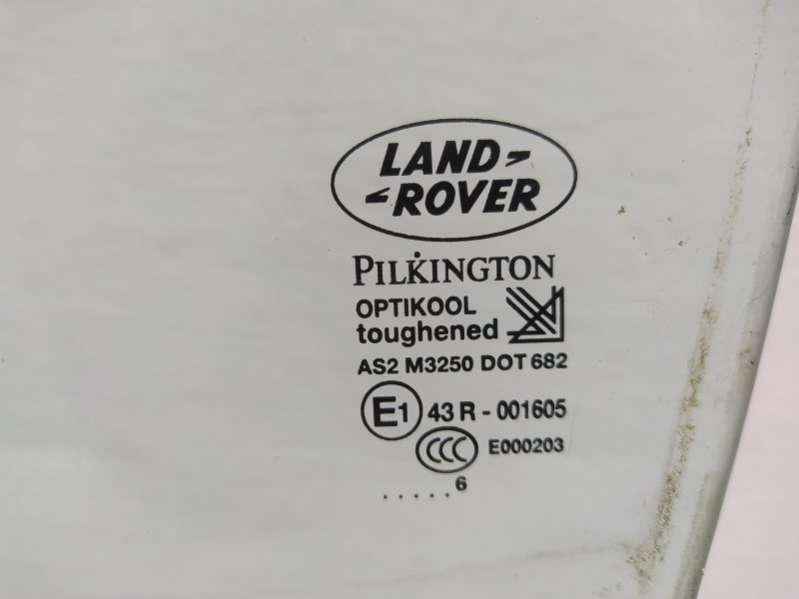 LAND
ROVER
PILKINGTON
OPTIKOOL
toughened
AS2 M3250 DOT 682
E1 43 R - 001605
CCC E000203
.....6